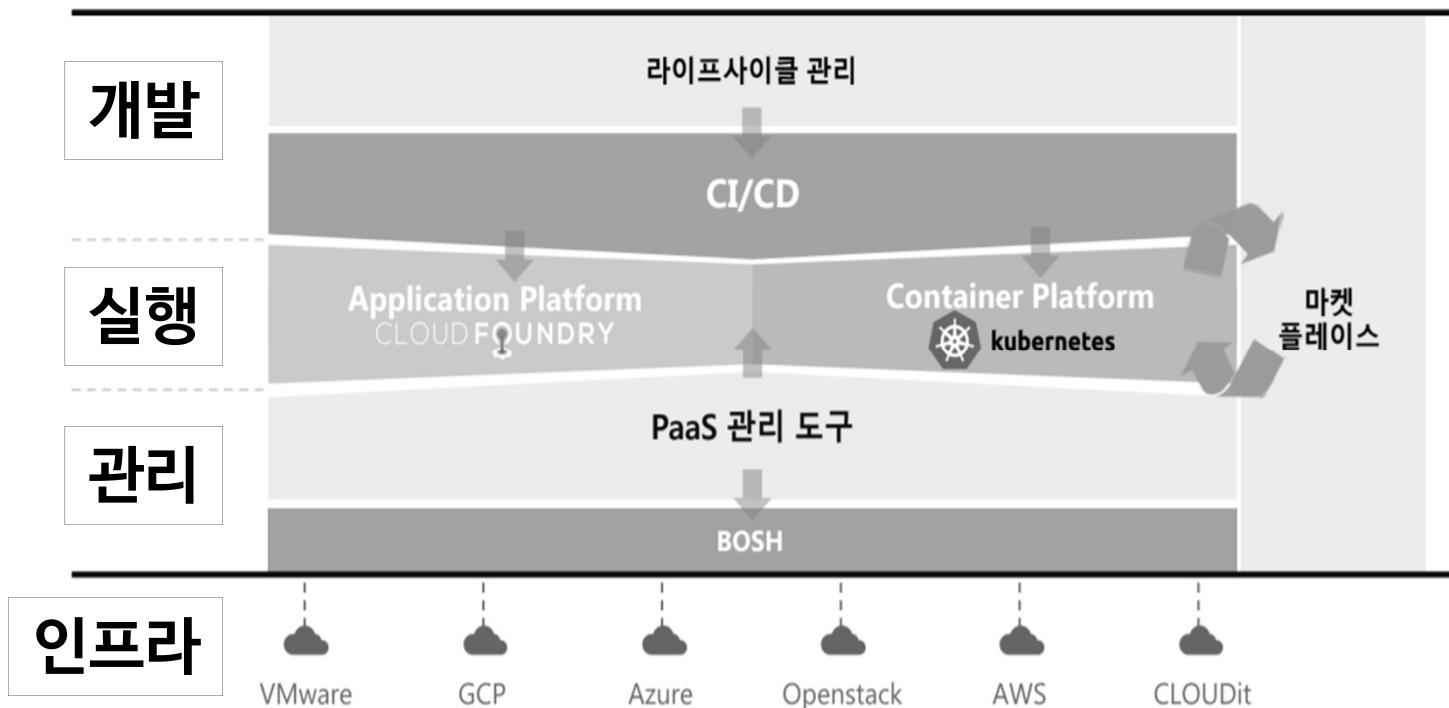 개발
라이프사이클 관리
CI/CD
실행
Application Platform
CLOUD FOUNDRY
Container Platform
kubernetes
마켓
플레이스
관리
PaaS 관리 도구
BOSH
인프라
VMware
GCP
Azure
Openstack
AWS
CLOUDit